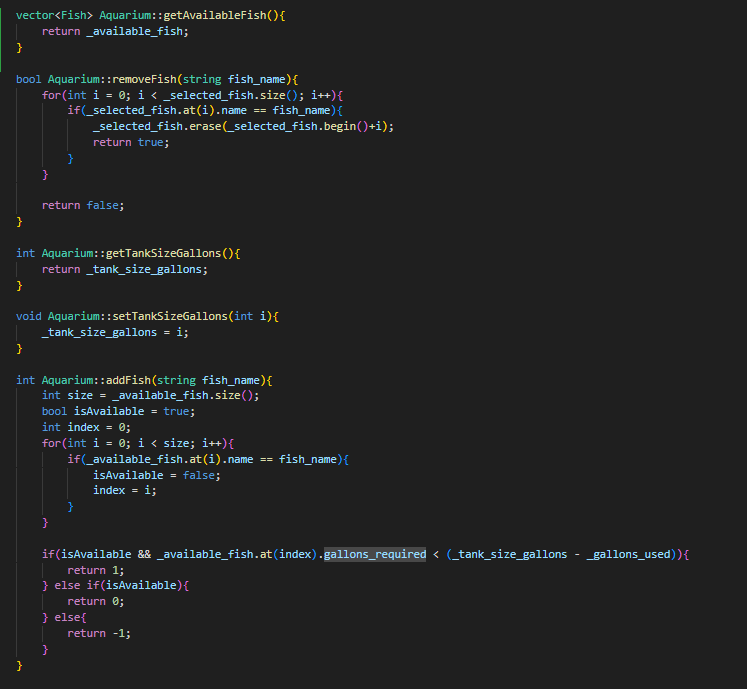 vector<Fish> Aquarium::getAvailableFish(){
    return _available_fish;
}

bool Aquarium::removeFish(string fish_name){
    for(int i = 0; i < _selected_fish.size(); i++){
        if(_selected_fish.at(i).name == fish_name){
            _selected_fish.erase(_selected_fish.begin()+i);
            return true;
        }
    }

    return false;
}

int Aquarium::getTankSizeGallons(){
    return _tank_size_gallons;
}

void Aquarium::setTankSizeGallons(int i){
    _tank_size_gallons = i;
}

int Aquarium::addFish(string fish_name){
    int size = _available_fish.size();
    bool isAvailable = true;
    int index = 0;
    for(int i = 0; i < size; i++){
        if(_available_fish.at(i).name == fish_name){
            isAvailable = false;
            index = i;
        }
    }

    if(isAvailable && _available_fish.at(index).gallons_required < (_tank_size_gallons - _gallons_used)){
        return 1;
    } else if(isAvailable){
        return 0;
    } else{
        return -1;
    }
}